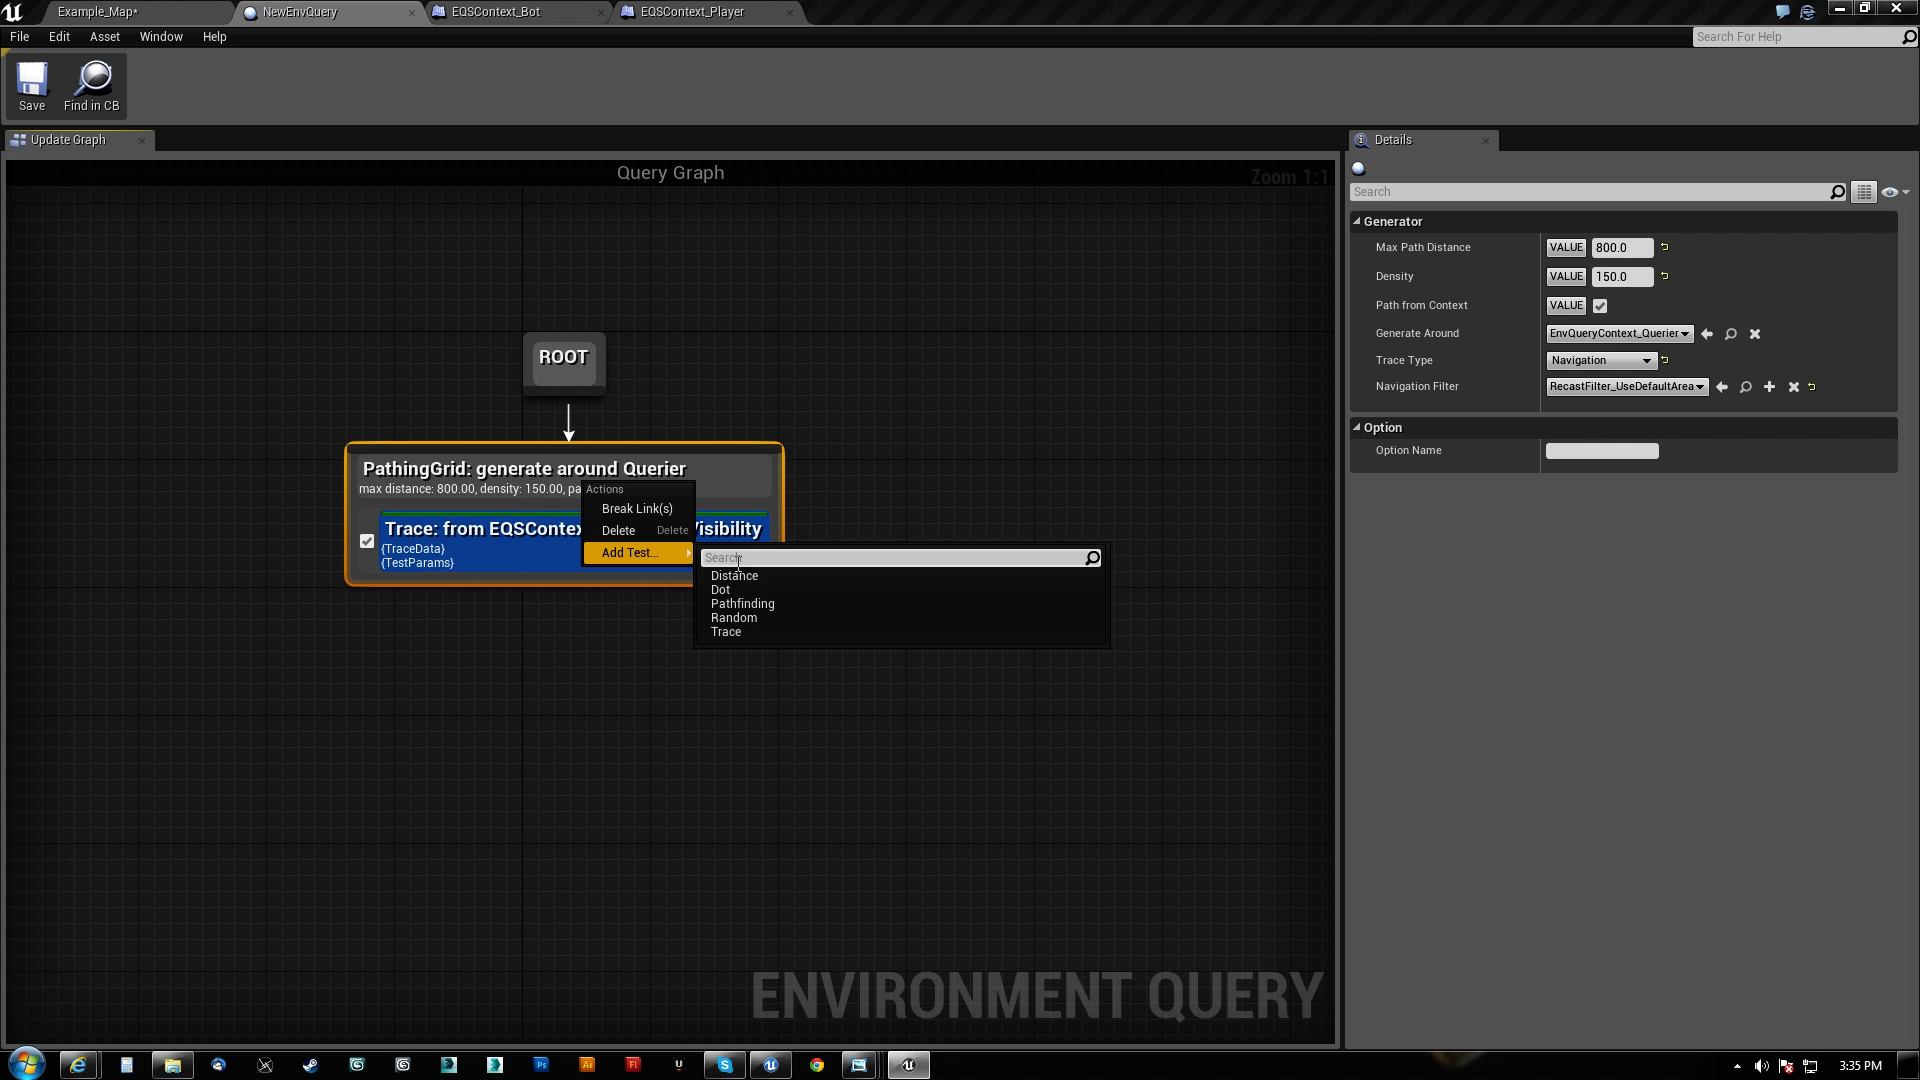 Example_Map*
NewEnvQuery
EQSContext_Bot
EQSContext_Player
File Edit Asset Window Help
Search For Help
Save Find in CB
Update Graph
Details
Query Graph
Zoom 1:1
Search
Generator
Max Path Distance VALUE 800.0
Density VALUE 150.0
Path from Context VALUE
Generate Around EnvQueryContext_Querier
Trace Type Navigation
Navigation Filter RecastFilter_UseDefaultArea
Option
Option Name
ROOT
PathingGrid: generate around Querier
max distance: 800.00, density: 150.00, pa
Trace: from EQSContex isibility
{TraceData}
{TestParams}
Actions
Break Link(s)
Delete Delete
Add Test...
Search
Distance
Dot
Pathfinding
Random
Trace
ENVIRONMENT QUERY
Ps Ai Fl
3:35 PM